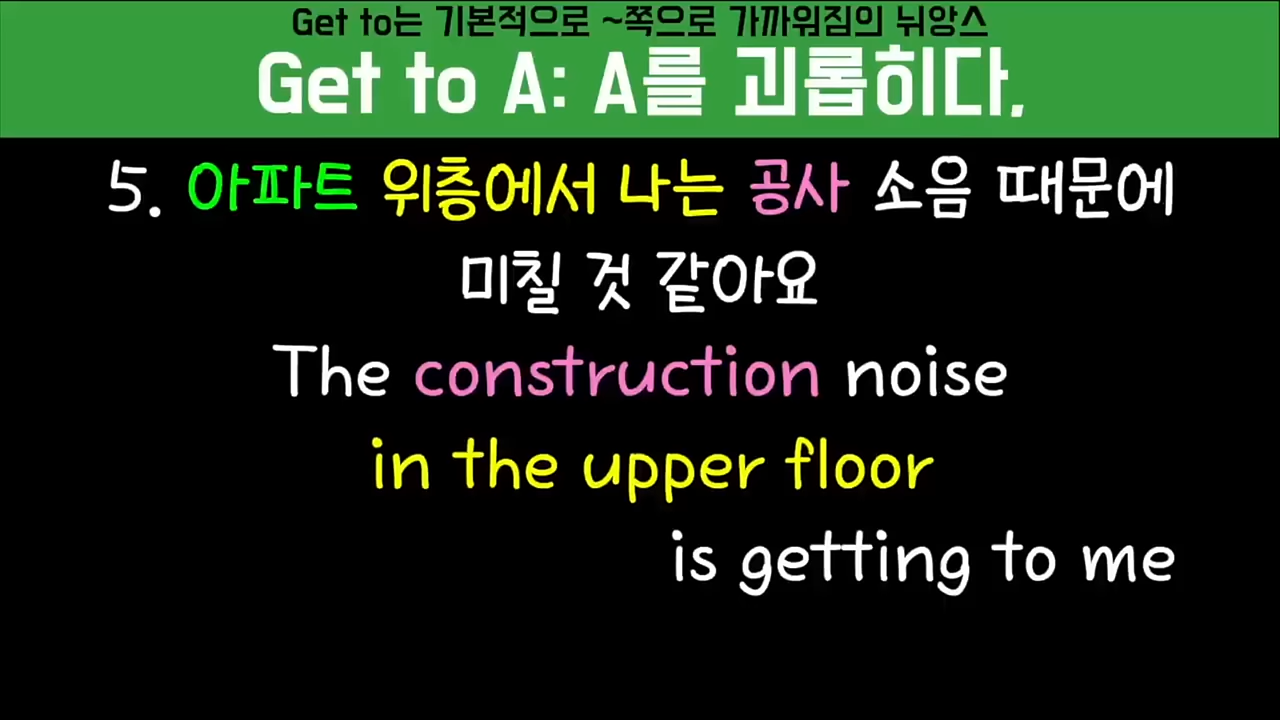 Get to는 기본적으로 ~쪽으로 가까워짐의 뉘앙스
Get to A: A를 괴롭히다.
5. 아파트 위층에서 나는 공사 소음 때문에
미칠 것 같아요
The construction noise
in the upper floor
is getting to me